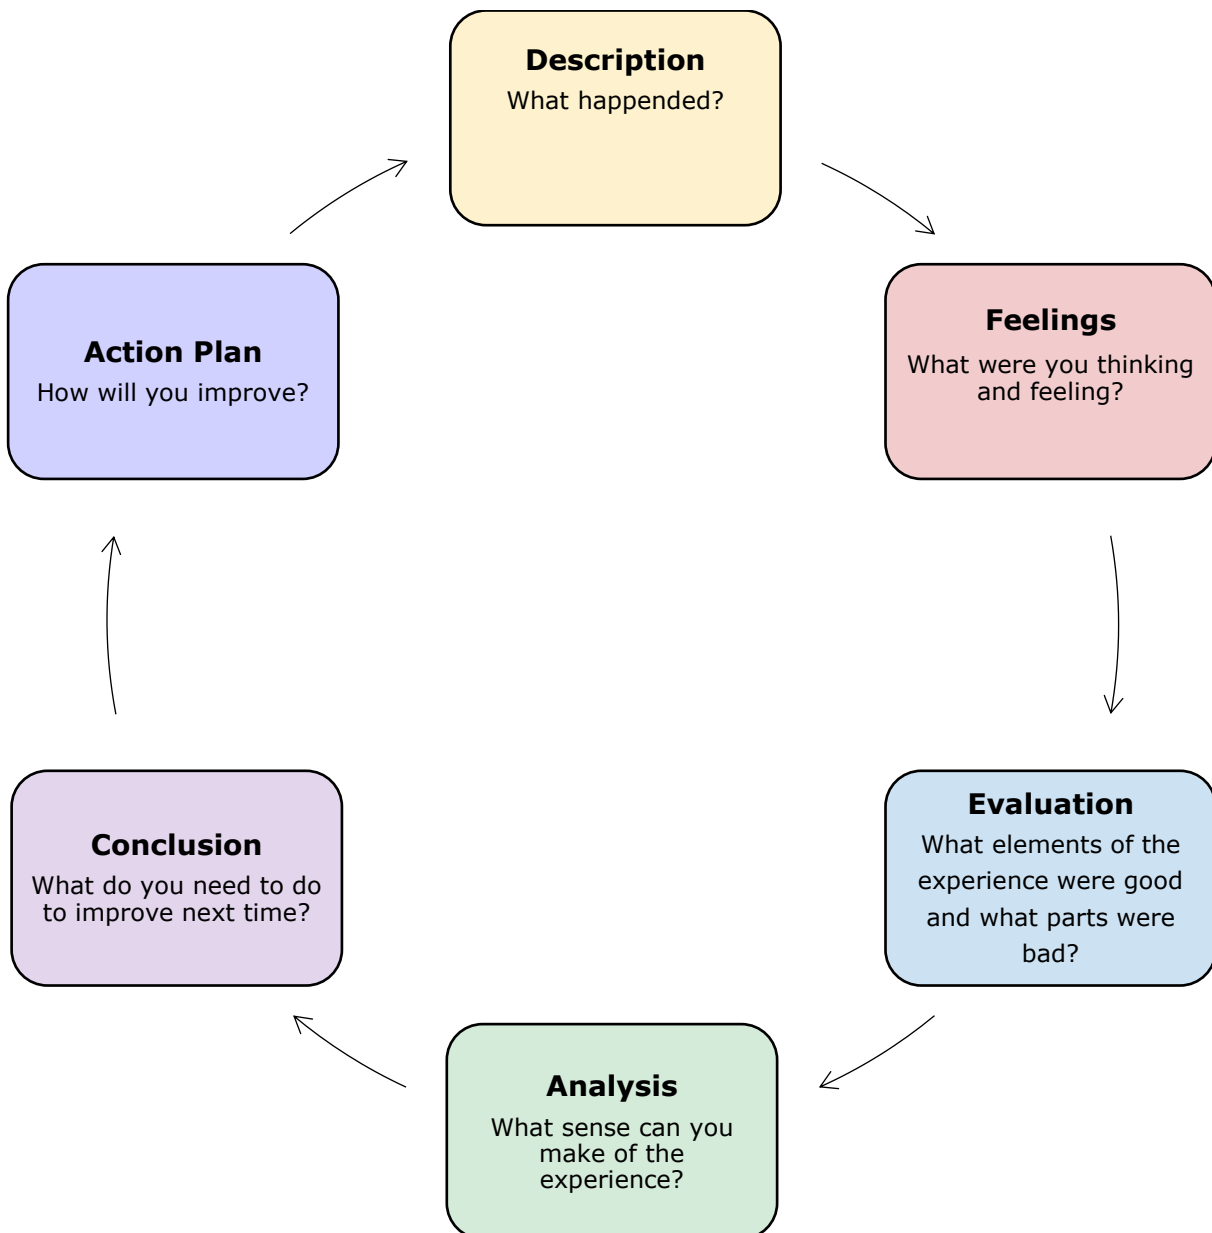 Description
What happended?
Feelings
What were you thinking
and feeling?
Evaluation
What elements of the
experience were good
and what parts were
bad?
Analysis
What sense can you
make of the
experience?
Conclusion
What do you need to do
to improve next time?
Action Plan
How will you improve?